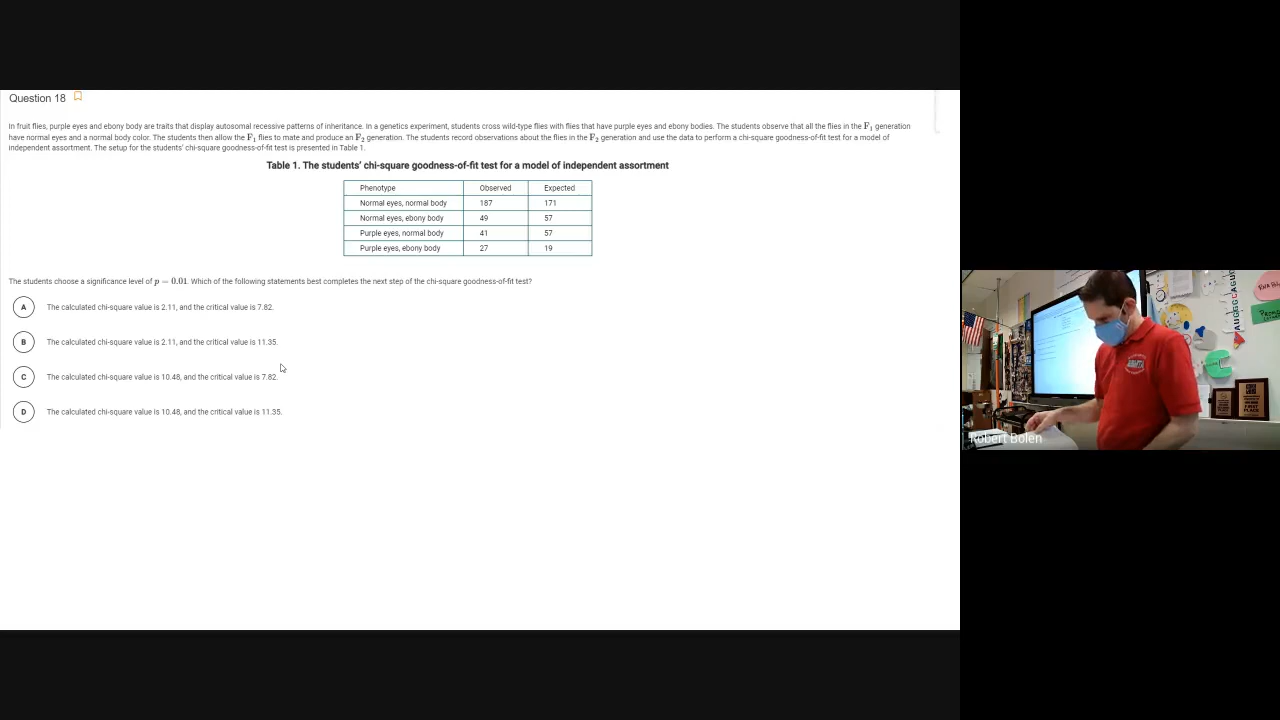 Question 18
In fruit flies, purple eyes and ebony body are traits that display autosomal recessive patterns of inheritance. In a genetics experiment, students cross wild-type flies with flies that have purple eyes and ebony bodies. The students observe that all the flies in the F1 generation
have normal eyes and a normal body color. The students then allow the F1 flies to mate and produce an F2 generation. The students record observations about the flies in the F2 generation and use the data to perform a chi-square goodness-of-fit test for a model of
independent assortment. The setup for the students' chi-square goodness-of-fit test is presented in Table 1.
Table 1. The students' chi-square goodness-of-fit test for a model of independent assortment
Phenotype Observed Expected
Normal eyes, normal body 187 171
Normal eyes, ebony body 49 57
Purple eyes, normal body 41 57
Purple eyes, ebony body 27 19
The students choose a significance level of p = 0.01. Which of the following statements best completes the next step of the chi-square goodness-of-fit test?
A The calculated chi-square value is 2.11, and the critical value is 7.82.
B The calculated chi-square value is 2.11, and the critical value is 11.35.
C The calculated chi-square value is 10.48, and the critical value is 7.82.
D The calculated chi-square value is 10.48, and the critical value is 11.35.
Robert Bolen
FIRST
PLACE